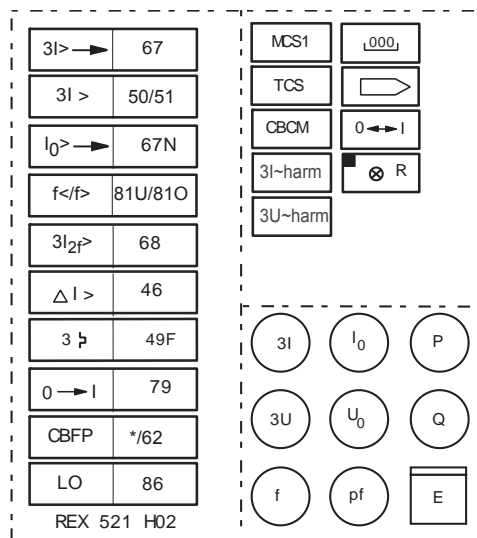 3I> 67
3I > 50/51
I0> 67N
f</f> 81U/81O
3I2f> 68
△ I > 46
3 49F
0 I 79
CBFP */62
LO 86
REX 521 H02
MCS1 000
TCS
CBCM 0 I
3I~harm R
3U~harm
3I I0 P
3U U0 Q
f pf E